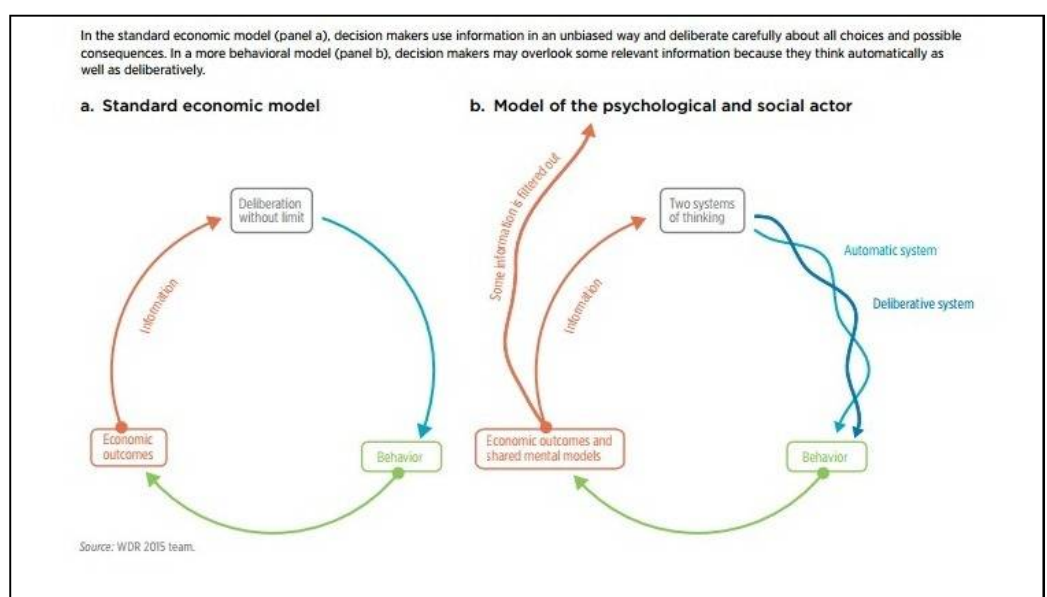 In the standard economic model (panel a), decision makers use information in an unbiased way and deliberate carefully about all choices and possible
consequences. In a more behavioral model (panel b), decision makers may overlook some relevant information because they think automatically as
well as deliberatively.
a. Standard economic model
b. Model of the psychological and social actor
Deliberation
without limit
Information
Economic
outcomes
Behavior
Some information is filtered out
Two systems
of thinking
Information
Automatic system
Deliberative system
Economic outcomes and
shared mental models
Behavior
Source: WDR 2015 team.